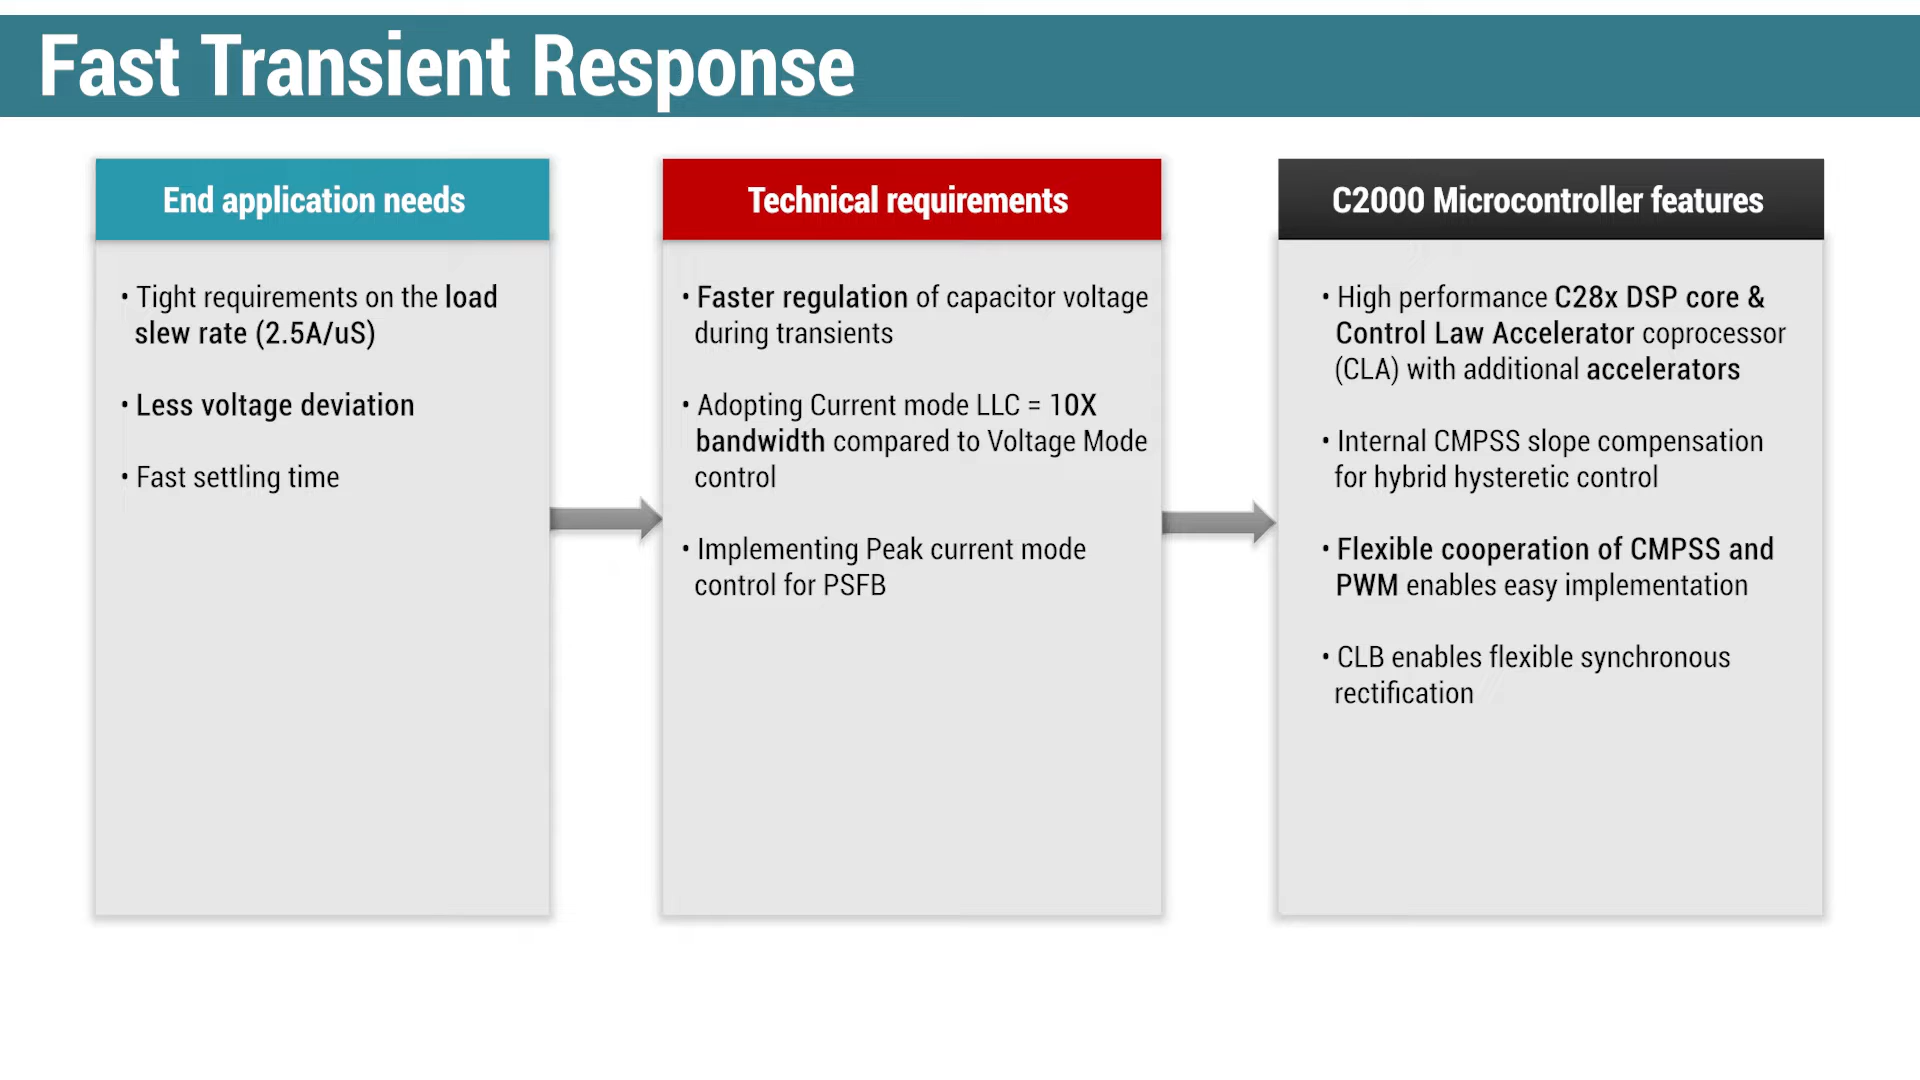 Fast Transient Response
End application needs
• Tight requirements on the load
slew rate (2.5A/uS)
• Less voltage deviation
• Fast settling time
Technical requirements
• Faster regulation of capacitor voltage
during transients
• Adopting Current mode LLC = 10X
bandwidth compared to Voltage Mode
control
• Implementing Peak current mode
control for PSFB
C2000 Microcontroller features
• High performance C28x DSP core &
Control Law Accelerator coprocessor
(CLA) with additional accelerators
• Internal CMPSS slope compensation
for hybrid hysteretic control
• Flexible cooperation of CMPSS and
PWM enables easy implementation
• CLB enables flexible synchronous
rectification